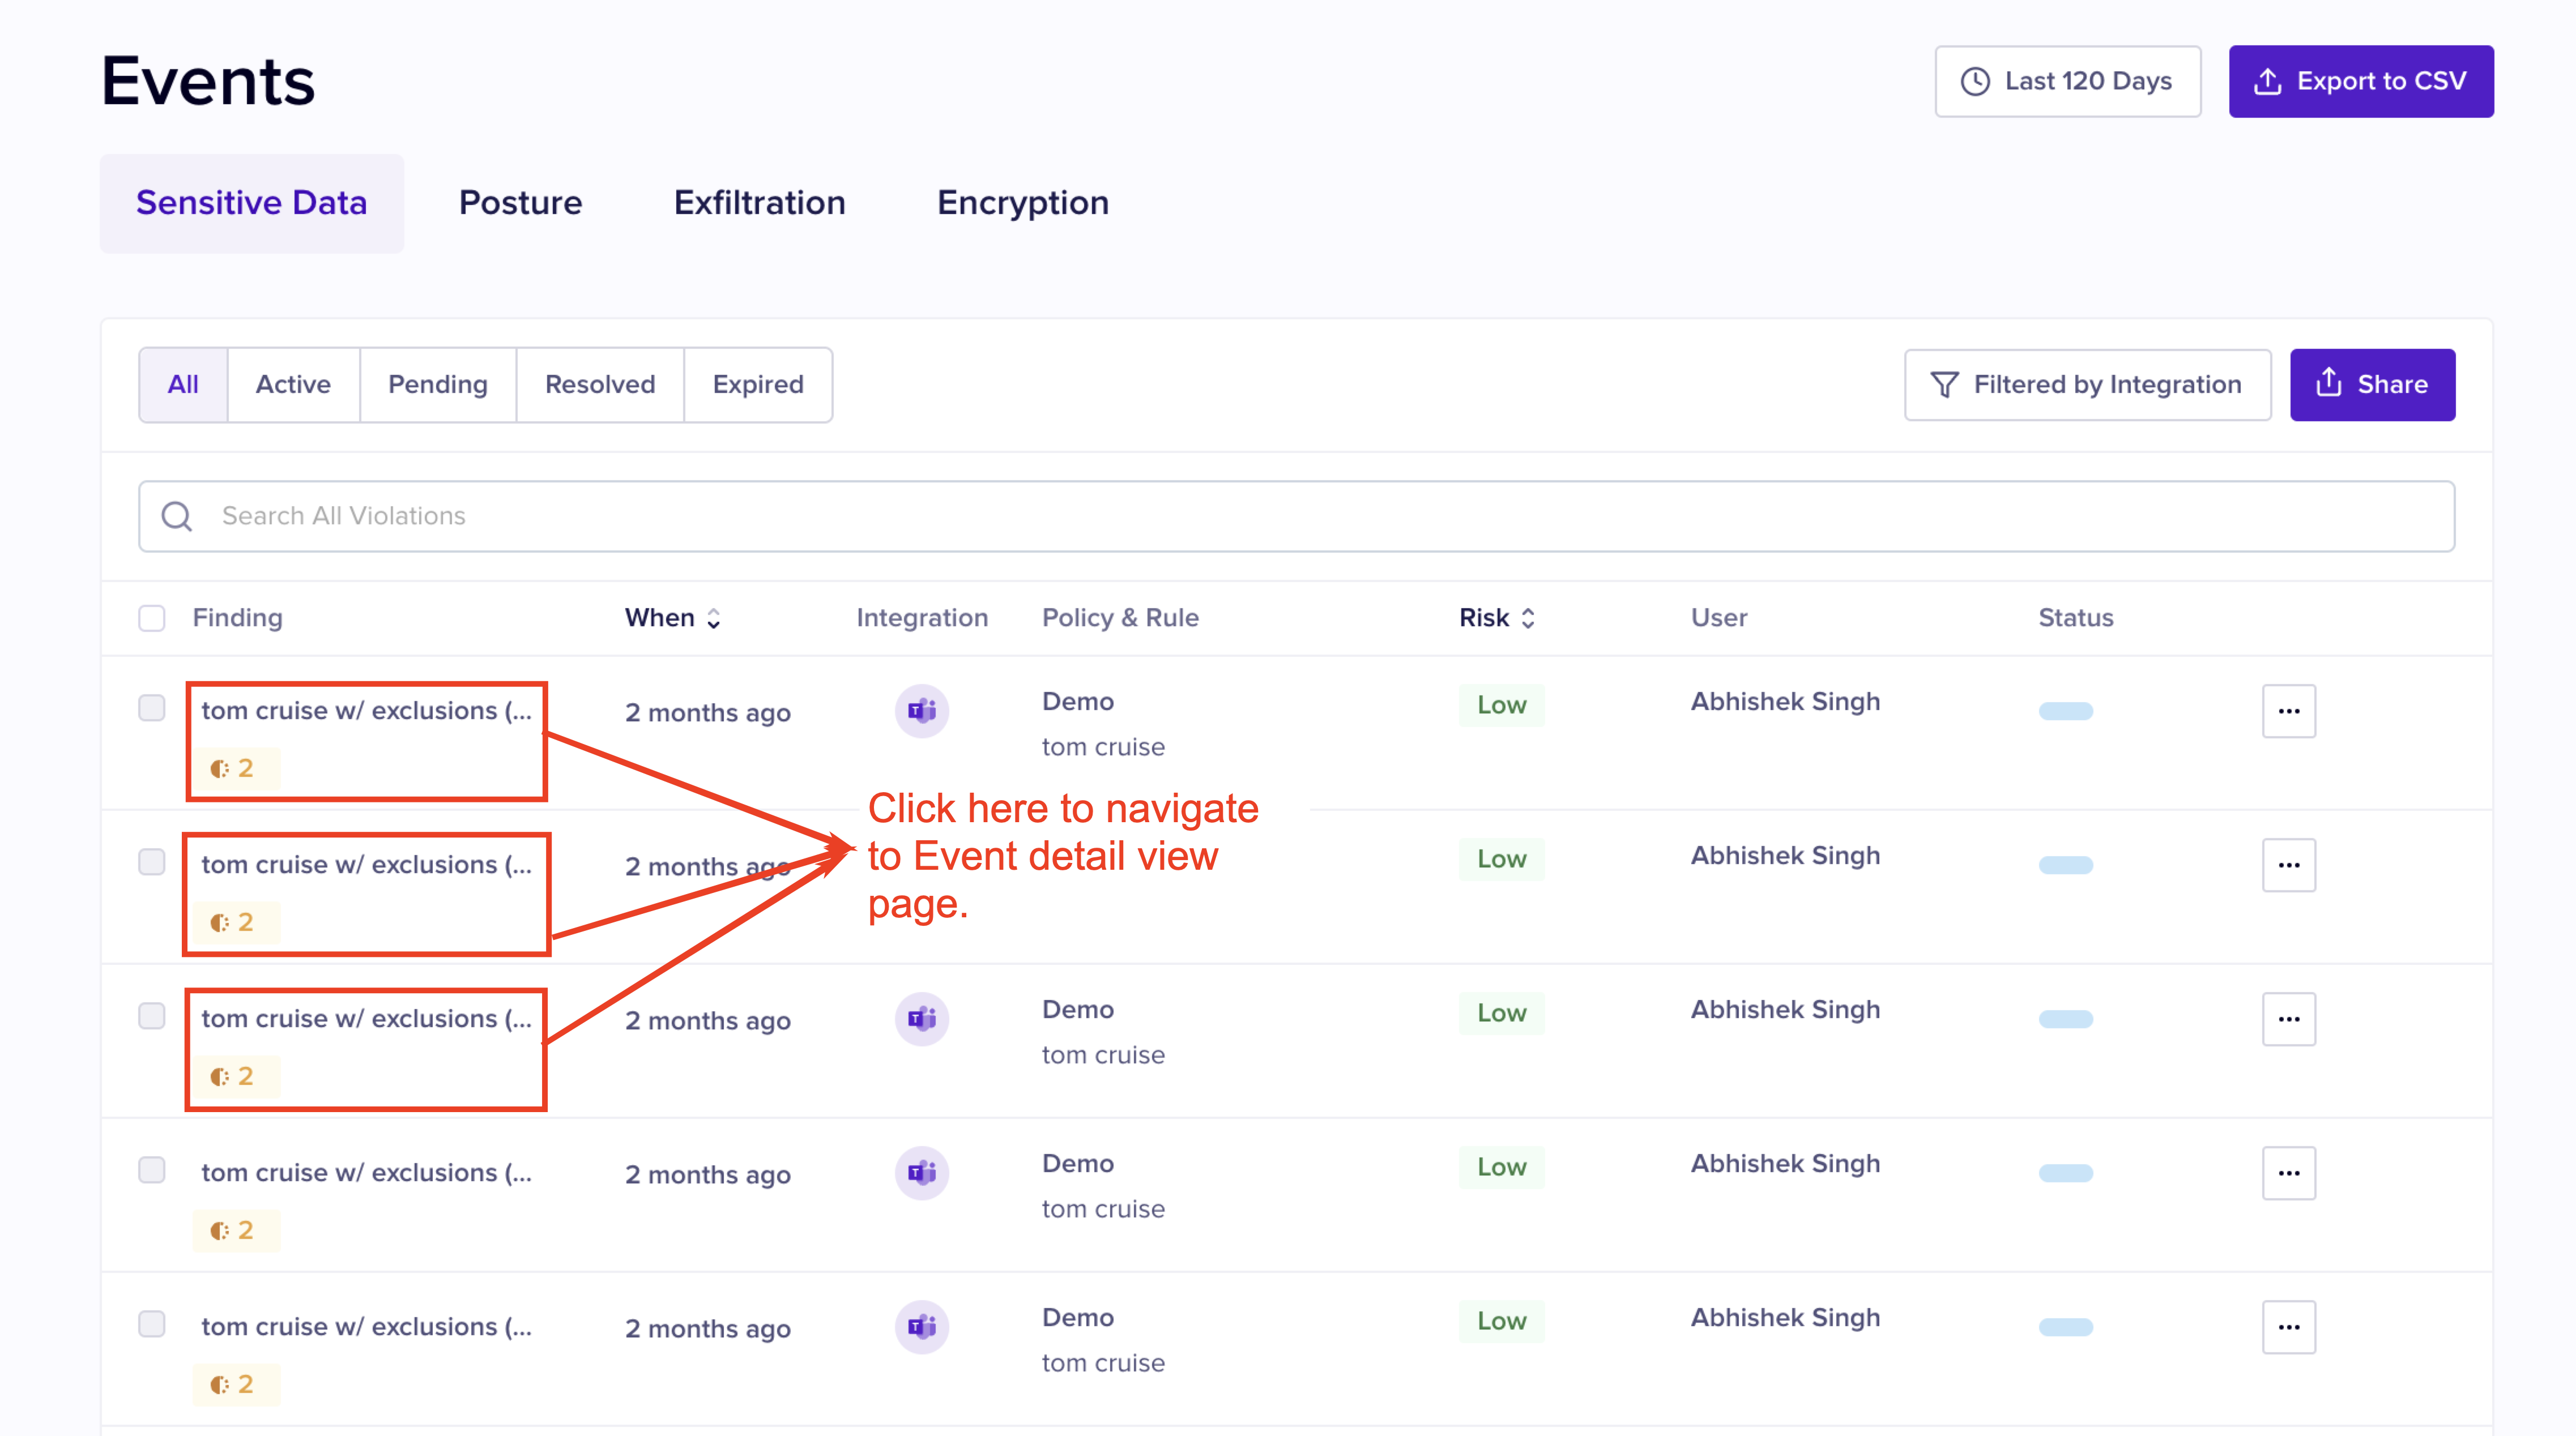 Events
Last 120 Days
Export to CSV
Sensitive Data Posture Exfiltration Encryption
All Active Pending Resolved Expired
Filtered by Integration
Share
Search All Violations
Finding When Integration Policy & Rule Risk User Status
tom cruise w/ exclusions (... 2 months ago Demo Low Abhishek Singh ...
tom cruise
2
Click here to navigate
to Event detail view
page.
tom cruise w/ exclusions (... 2 months ago Low Abhishek Singh ...
2
tom cruise w/ exclusions (... 2 months ago Demo Low Abhishek Singh ...
tom cruise
2
tom cruise w/ exclusions (... 2 months ago Demo Low Abhishek Singh ...
tom cruise
2
tom cruise w/ exclusions (... 2 months ago Demo Low Abhishek Singh ...
tom cruise
2